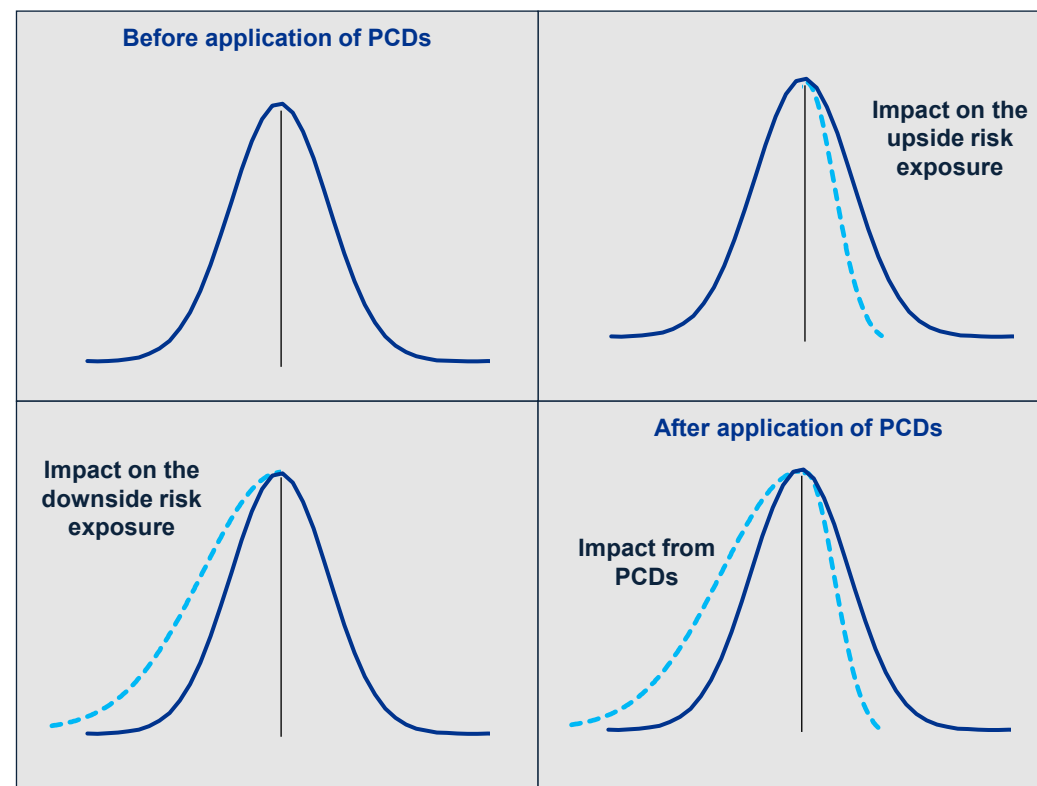 Before application of PCDs
Impact on the
upside risk
exposure
Impact on the
downside risk
exposure
After application of PCDs
Impact from
PCDs